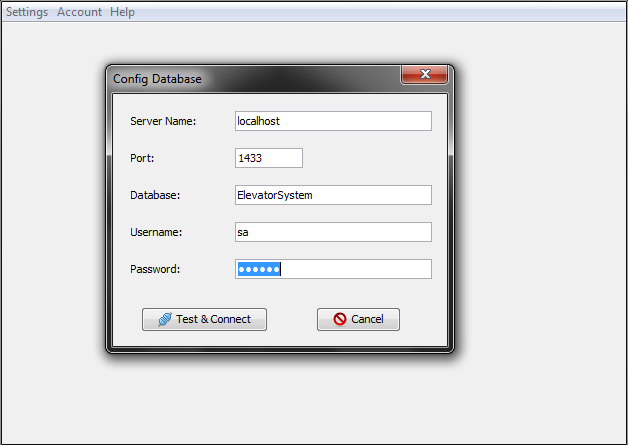 Settings Account Help
Config Database
Server Name: localhost
Port: 1433
Database: ElevatorSystem
Username: sa
Password: ●●●●●●
Test & Connect Cancel